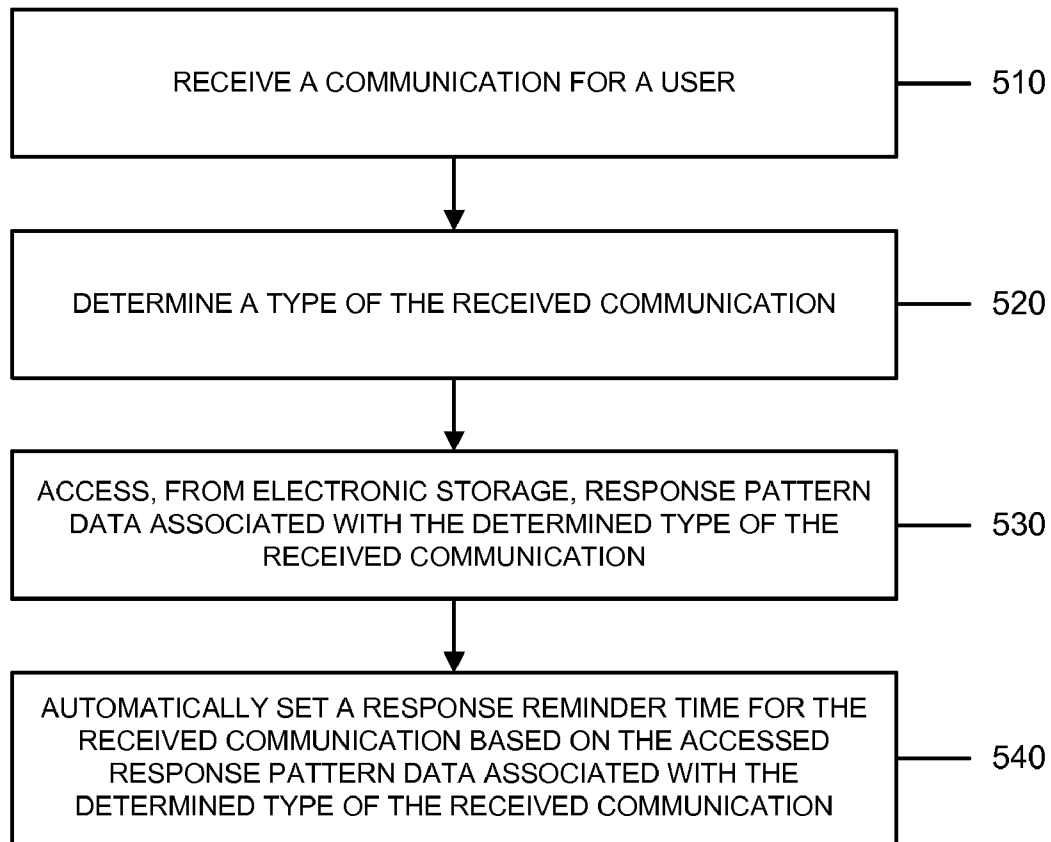 RECEIVE A COMMUNICATION FOR A USER
510
DETERMINE A TYPE OF THE RECEIVED COMMUNICATION
520
ACCESS, FROM ELECTRONIC STORAGE, RESPONSE PATTERN
DATA ASSOCIATED WITH THE DETERMINED TYPE OF THE
RECEIVED COMMUNICATION
530
AUTOMATICALLY SET A RESPONSE REMINDER TIME FOR THE
RECEIVED COMMUNICATION BASED ON THE ACCESSED
RESPONSE PATTERN DATA ASSOCIATED WITH THE
DETERMINED TYPE OF THE RECEIVED COMMUNICATION
540